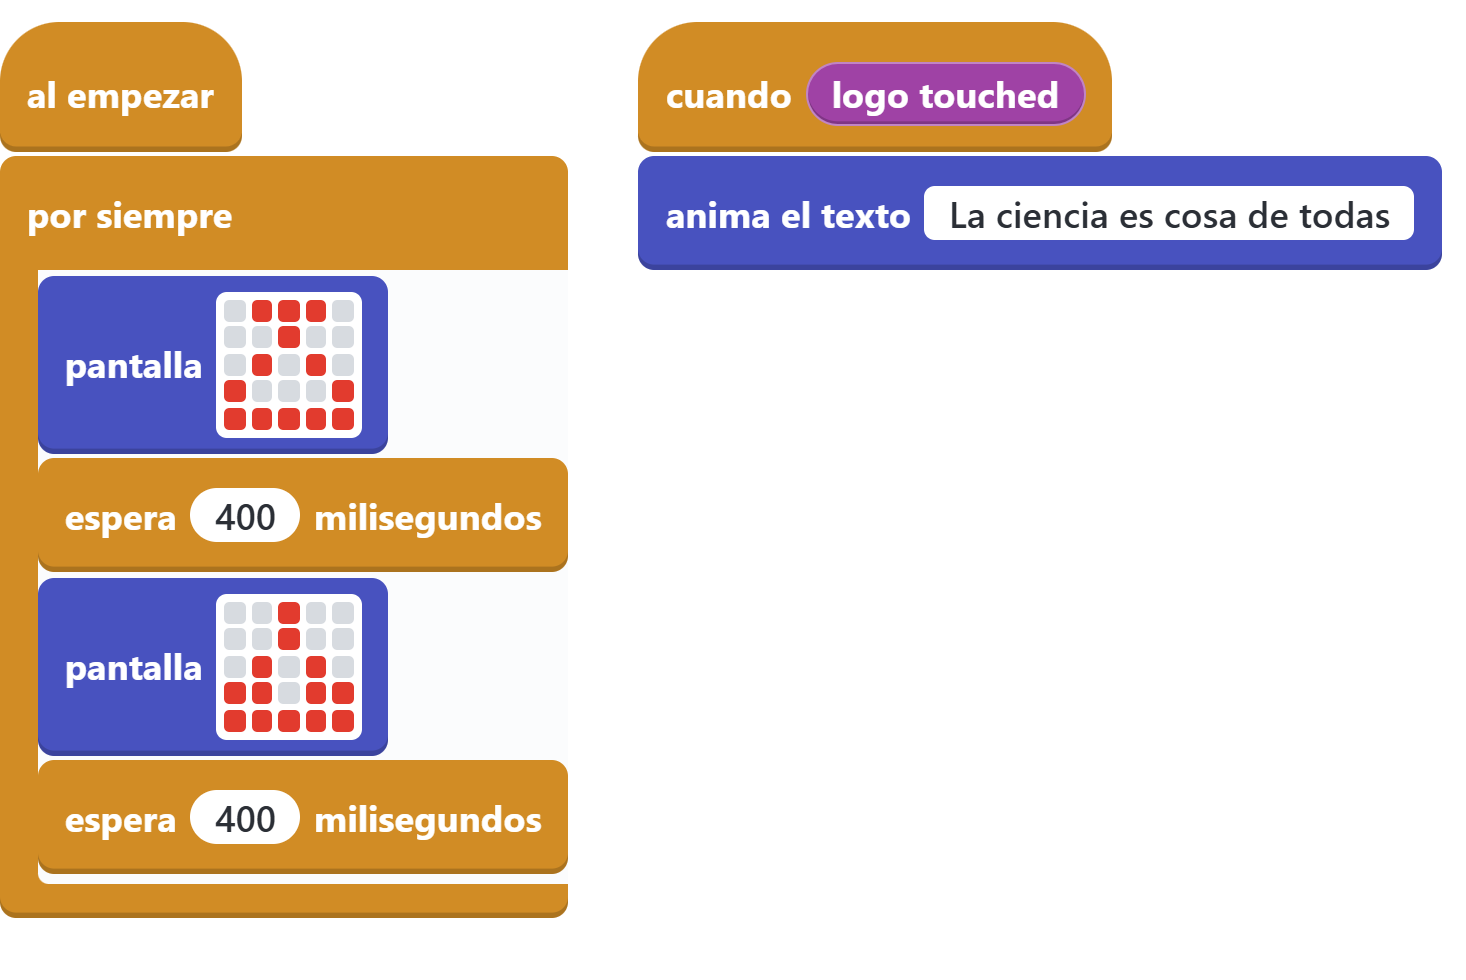 al empezar
por siempre
pantalla
espera 400 milisegundos
pantalla
espera 400 milisegundos
cuando logo touched
anima el texto La ciencia es cosa de todas